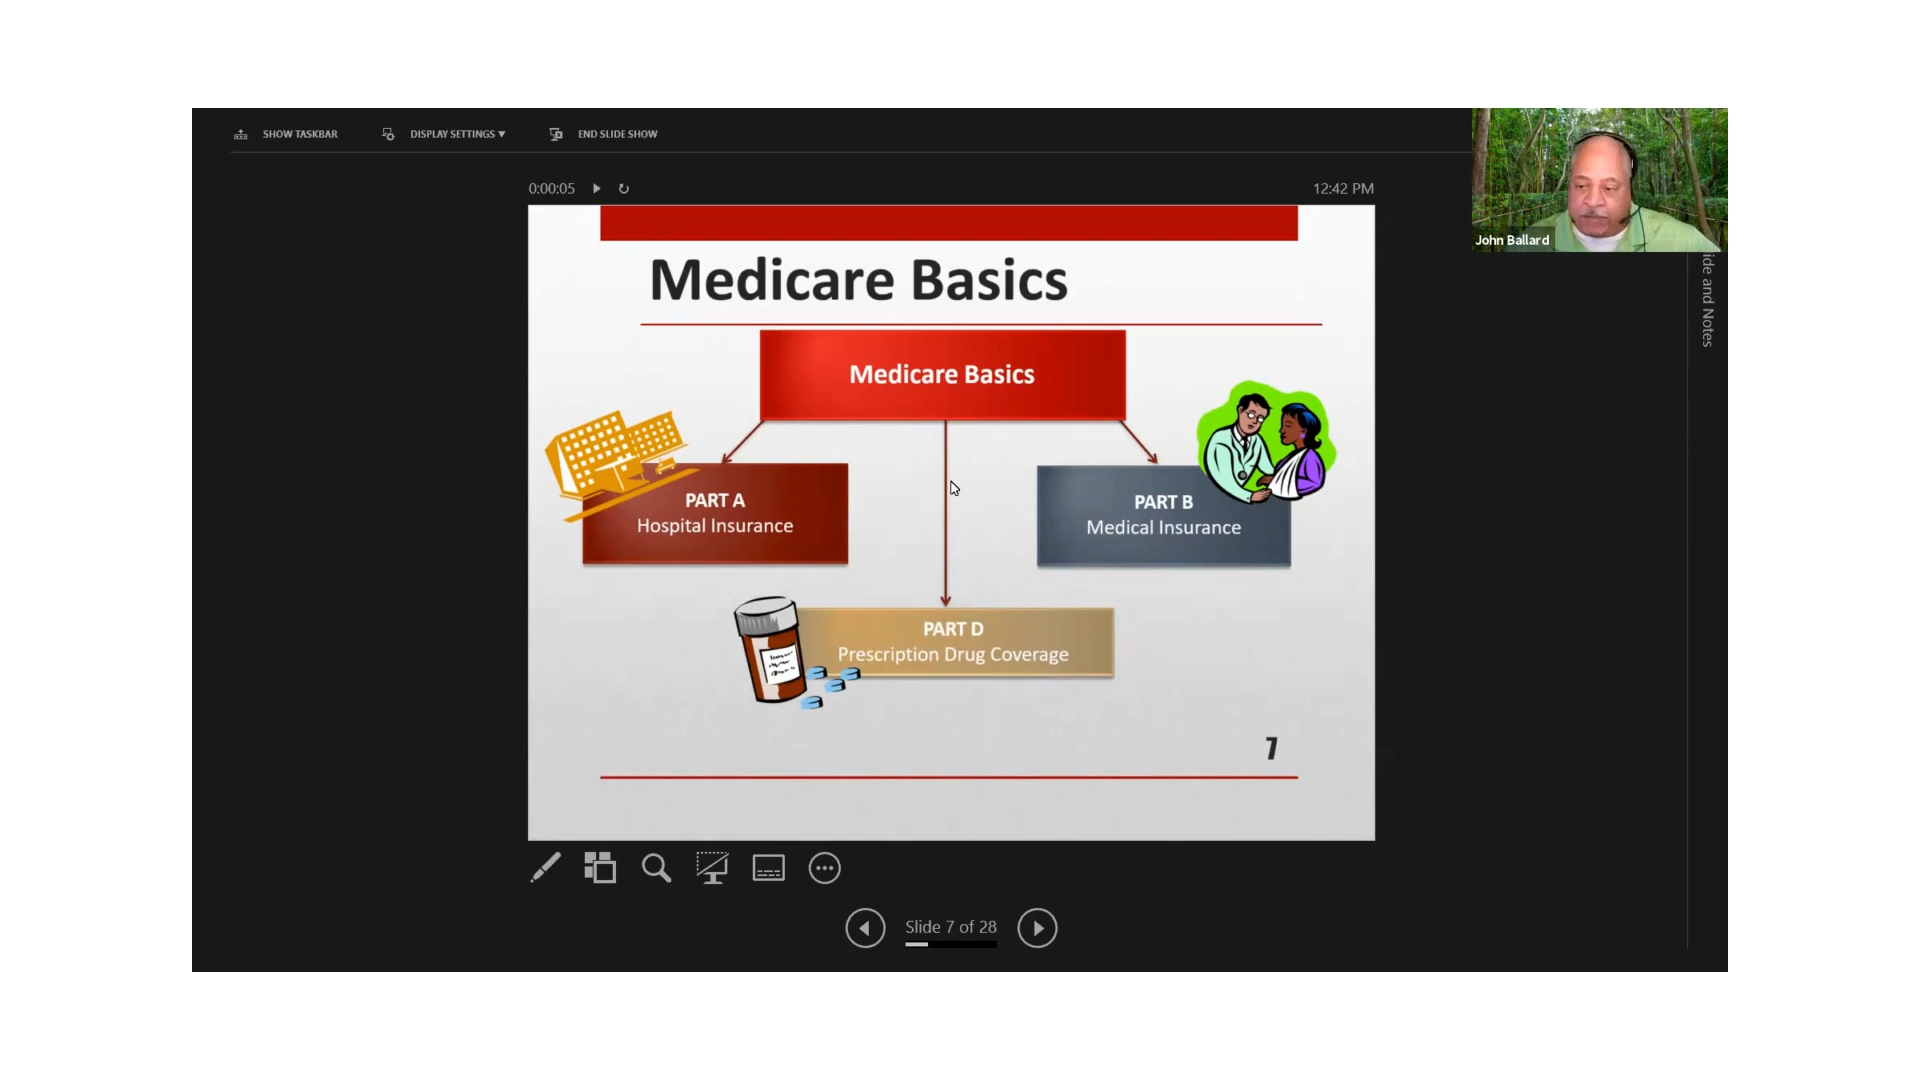 SHOW TASKBAR
DISPLAY SETTINGS ▼
END SLIDE SHOW
0:00:05
12:42 PM
John Ballard
ide and Notes
Medicare Basics
Medicare Basics
PART A
Hospital Insurance
PART B
Medical Insurance
PART D
Prescription Drug Coverage
7
Slide 7 of 28